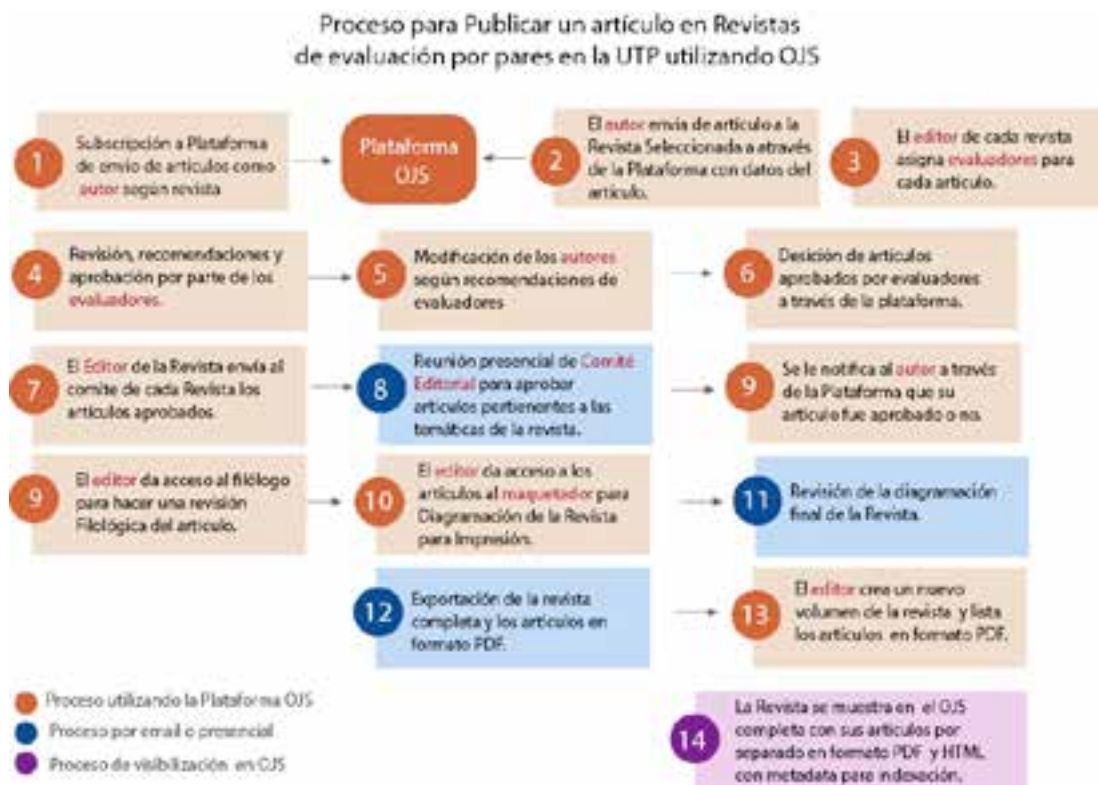 Proceso para Publicar un artículo en Revistas
de evaluación por pares en la UTP utilizando OJS
1
Subscripción a Plataforma
de envio de artículos como
autor según revista
Plataforma
OJS
2
El autor envia de artículo a la
Revista Seleccionada a através
de la Plataforma con datos del
artículo.
3
El editor de cada revista
asigna evaluadores para
cada artículo.
4
Revisión, recomendaciones y
aprobación por parte de los
evaluadores.
5
Modificación de los autores
según recomendaciones de
evaluadores
6
Desición de artículos
aprobados por evaluadores
a través de la plataforma.
7
El Editor de la Revista envía al
comite de cada Revista los
artículos aprobados.
8
Reunión presencial de Comité
Editorial para aprobar
artículos pertenentes a las
temáticas de la revista.
9
Se le notifica al autor a través
de la Plataforma que su
artículo fue aprobado o no.
9
El editor da acceso al filólogo
para hacer una revisión
Filológica del artículo.
10
El editor da acceso a los
artículos al maquetador para
Diagramación de la Revista
para Impresión.
11
Revisión de la diagramación
final de la Revista.
12
Exportación de la revista
completa y los artículos en
formato PDF.
13
El editor crea un nuevo
volumen de la revista y lista
los artículos en formato PDF.
Proceso utilizando la Plataforma OJS
Proceso por email o presencial
Proceso de visibilización en OJS
14
La Revista se muestra en el OJS
completa con sus artículos por
separado en formato PDF y HTML
con metadata para indexación.